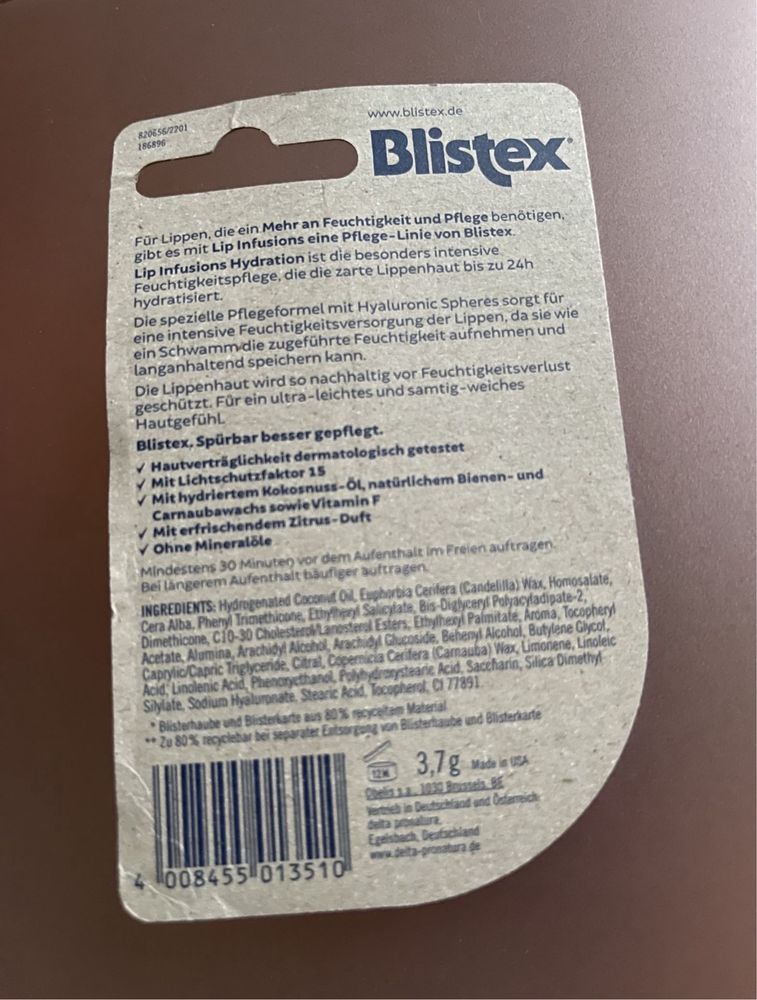 820656/2201
186896
www.blistex.de
Blistex
Für Lippen, die ein Mehr an Feuchtigkeit und Pflege benötigen,
gibt es mit Lip Infusions eine Pflege-Linie von Blistex.
Lip Infusions Hydration ist die besonders intensive
Feuchtigkeitspflege, die die zarte Lippenhaut bis zu 24h
hydratisiert.
Die spezielle Pflegeformel mit Hyaluronic Spheres sorgt für
eine intensive Feuchtigkeitsversorgung der Lippen, da sie wie
ein Schwamm die zugeführte Feuchtigkeit aufnehmen und
langanhaltend speichern kann.
Die Lippenhaut wird so nachhaltig vor Feuchtigkeitsverlust
geschützt. Für ein ultra-leichtes und samtig-weiches
Hautgefühl.
Blistex. Spürbar besser gepflegt.
✓ Hautverträglichkeit dermatologisch getestet
✓ Mit Lichtschutzfaktor 15
✓ Mit hydriertem Kokosnuss-Öl, natürlichem Bienen- und
Carnaubawachs sowie Vitamin F
✓ Mit erfrischendem Zitrus-Duft
✓ Ohne Mineralöle
Mindestens 30 Minuten vor dem Aufenthalt im Freien auftragen.
Bei längerem Aufenthalt häufiger auftragen.
INGREDIENTS: Hydrogenated Coconut Oil, Euphorbia Cerifera (Candelilla) Wax, Homosalate,
Cera Alba, Phenyl Trimethicone, Ethylhexyl Salicylate, Bis-Diglyceryl Polyacyladipate-2,
Dimethicone, C10-30 Cholesterol/Lanosterol Esters, Ethylhexyl Palmitate, Aroma, Tocopheryl
Acetate, Alumina, Arachidyl Alcohol, Arachidyl Glucoside, Behenyl Alcohol, Butylene Glycol,
Caprylic/Capric Triglyceride, Citral, Copernicia Cerifera (Carnauba) Wax, Limonene, Linoleic
Acid, Linolenic Acid, Phenoxyethanol, Polyhydroxystearic Acid, Saccharin, Silica Dimethyl
Silylate, Sodium Hyaluronate, Stearic Acid, Tocopherol, CI 77891.
* Blisterhaube und Blisterkarte aus 80% recyceltem Material
** Zu 80% recyclebar bei separater Entsorgung von Blisterhaube und Blisterkarte
12M
3,7g Made in USA
Obelis s.a., 1030 Brussels, BE
Vertrieb in Deutschland und Österreich:
delta pronatura,
Egelsbach, Deutschland
www.delta-pronatura.de
4 008455 013510